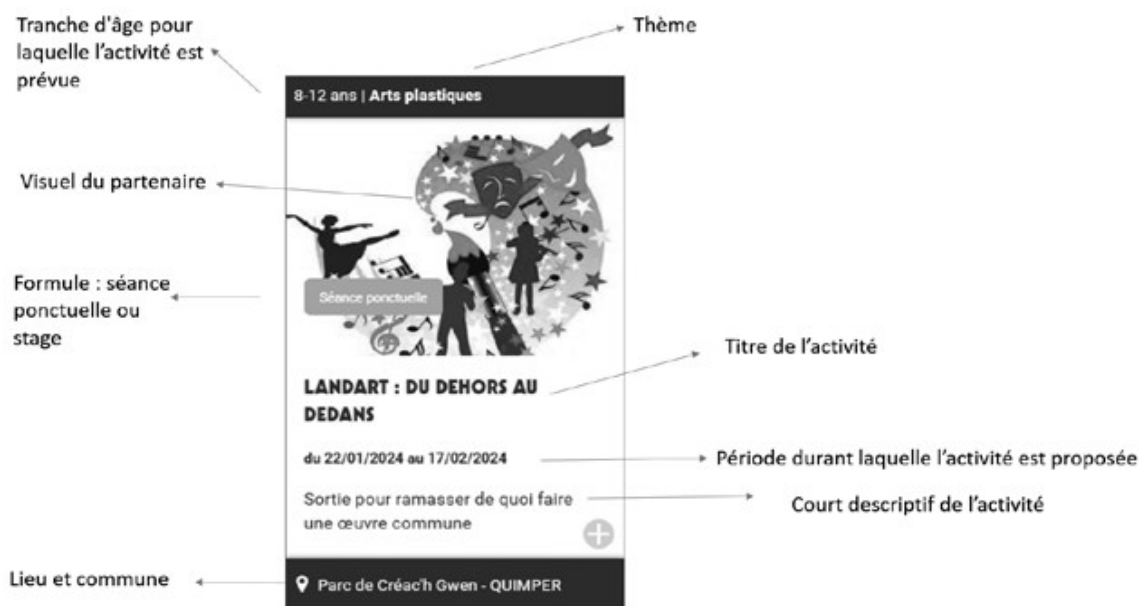 Tranche d'âge pour
laquelle l'activité est
prévue
Thème
8-12 ans | Arts plastiques
Visuel du partenaire
Formule : séance
ponctuelle ou
stage
Séance ponctuelle
Titre de l'activité
LANDART : DU DEHORS AU
DEDANS
du 22/01/2024 au 17/02/2024
Période durant laquelle l'activité est proposée
Sortie pour ramasser de quoi faire
une œuvre commune
Court descriptif de l'activité
Lieu et commune
Parc de Créac'h Gwen - QUIMPER